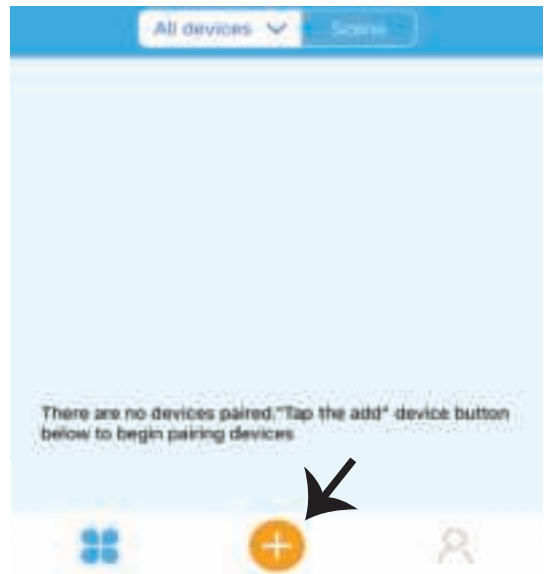 All devices
Scene
There are no devices paired."Tap the add" device button
below to begin pairing devices